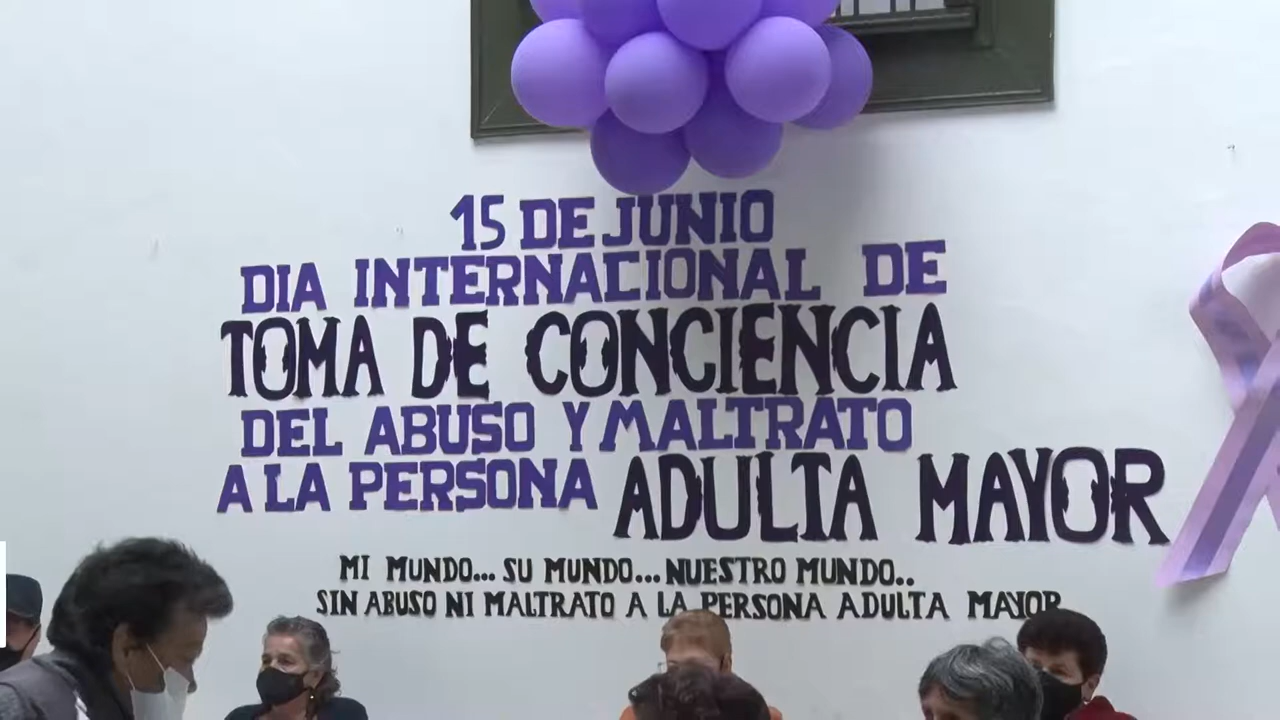 15 DE JUNIO
DIA INTERNACIONAL DE
TOMA DE CONCIENCIA
DEL ABUSO Y MALTRATO
A LA PERSONA ADULTA MAYOR
MI MUNDO... SU MUNDO... NUESTRO MUNDO..
SIN ABUSO NI MALTRATO A LA PERSONA ADULTA MAYOR